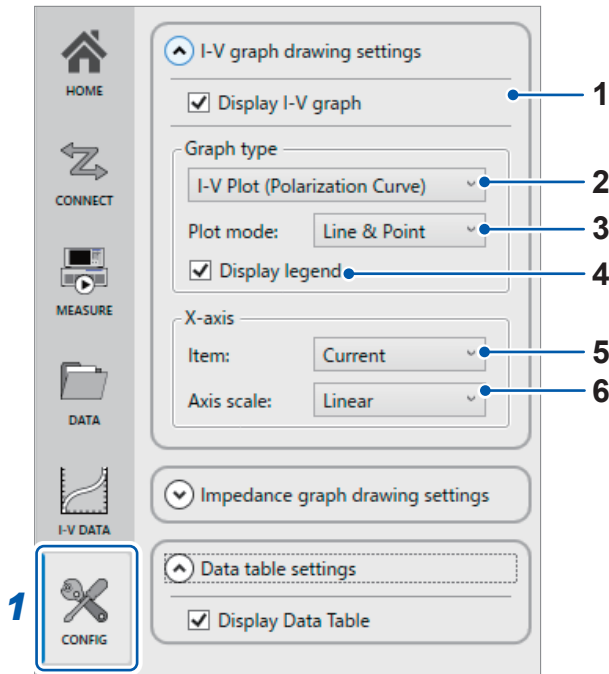 HOME
CONNECT
MEASURE
DATA
I-V DATA
1
CONFIG
I-V graph drawing settings
Display I-V graph
1
Graph type
I-V Plot (Polarization Curve)
2
Plot mode: Line & Point
3
Display legend
4
X-axis
Item: Current
5
Axis scale: Linear
6
Impedance graph drawing settings
Data table settings
Display Data Table